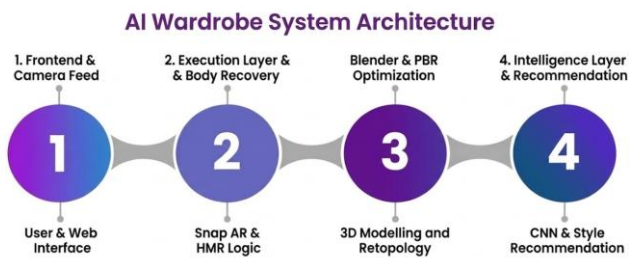 AI Wardrobe System Architecture
1. Frontend &
Camera Feed
2. Execution Layer &
& Body Recovery
Blender & PBR
Optimization
4. Intelligence Layer
& Recommendation
1
2
3
4
User & Web
Interface
Snap AR &
HMR Logic
3D Modelling and
Retopology
CNN & Style
Recommendation